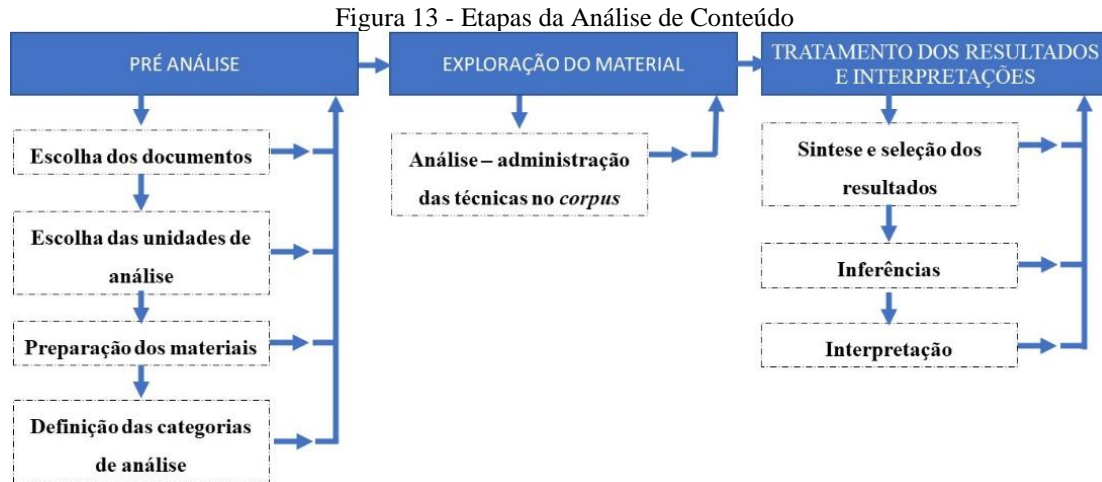 Figura 13 - Etapas da Análise de Conteúdo
PRÉ ANÁLISE
Escolha dos documentos
Escolha das unidades de
análise
Preparação dos materiais
Definição das categorias
de análise
EXPLORAÇÃO DO MATERIAL
Análise – administração
das técnicas no corpus
TRATAMENTO DOS RESULTADOS
E INTERPRETAÇÕES
Sintese e seleção dos
resultados
Inferências
Interpretação